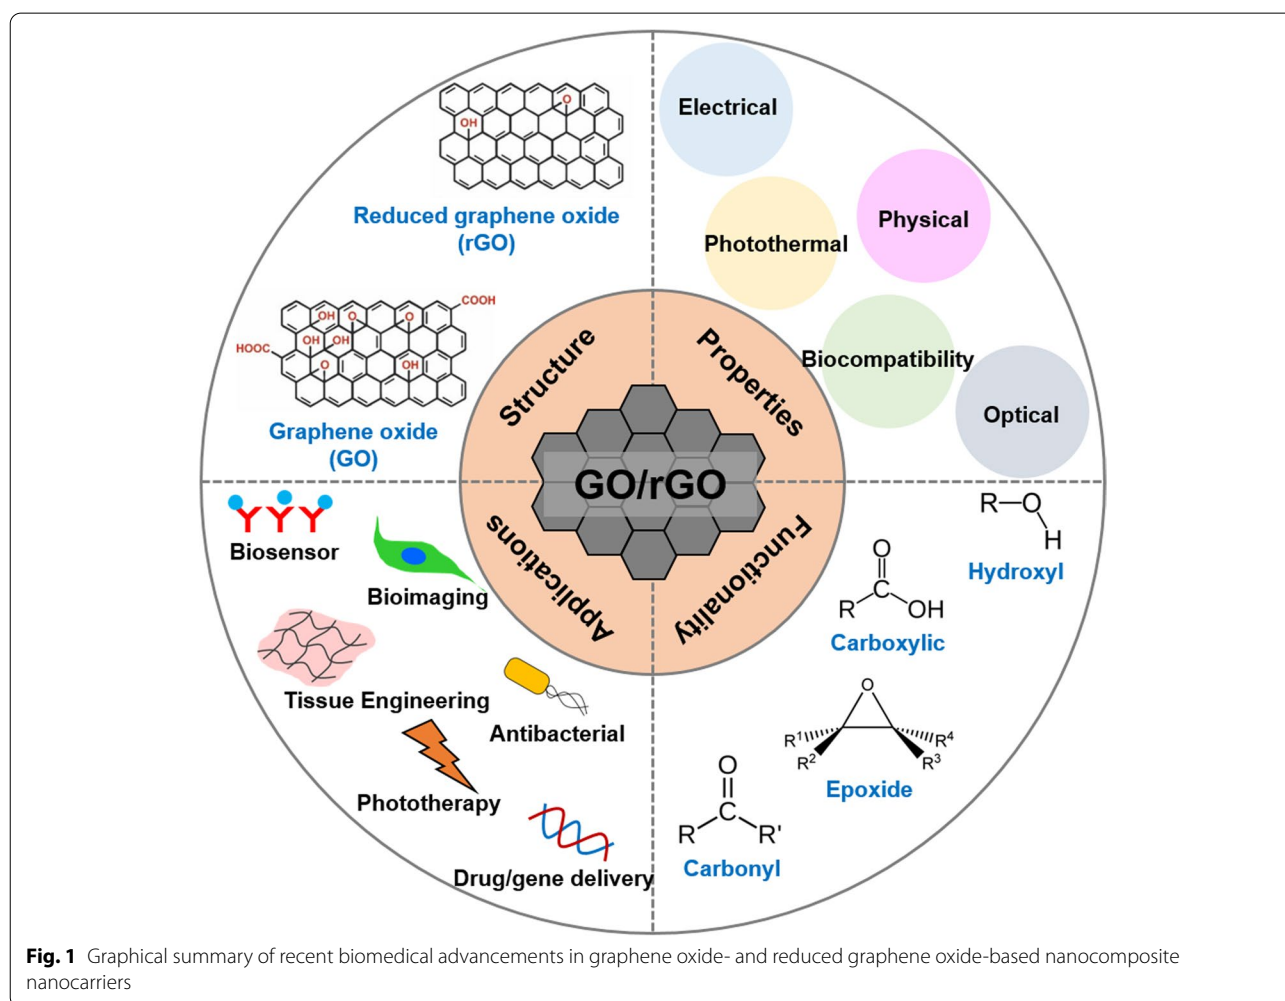 OH
O
Reduced graphene oxide
(rGO)
COOH
OH
O
O
HOOC
OH
OH
O
OH
Graphene oxide
(GO)
Electrical
Physical
Photothermal
Biocompatibility
Optical
Structure
Properties
GO/rGO
Applications
Functionality
Biosensor
Bioimaging
Tissue Engineering
Antibacterial
Phototherapy
Drug/gene delivery
R
O
H
Hydroxyl
O
C
R
OH
Carboxylic
O
R¹
R⁴
R²
R³
Epoxide
O
C
R
R'
Carbonyl
Fig. 1 Graphical summary of recent biomedical advancements in graphene oxide- and reduced graphene oxide-based nanocomposite
nanocarriers